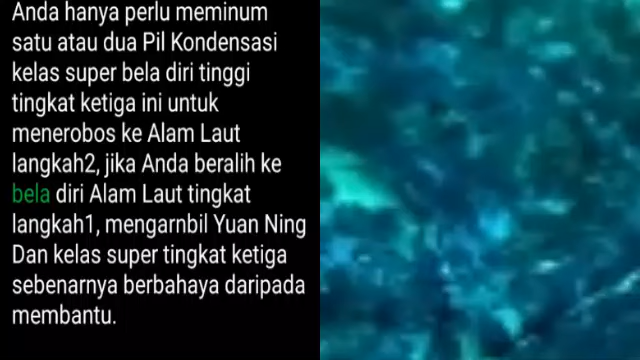 Anda hanya perlu meminum
satu atau dua Pil Kondensasi
kelas super bela diri tinggi
tingkat ketiga ini untuk
menerobos ke Alam Laut
langkah2, jika Anda beralih ke
bela diri Alam Laut tingkat
langkah1, mengarnbil Yuan Ning
Dan kelas super tingkat ketiga
sebenarnya berbahaya daripada
membantu.